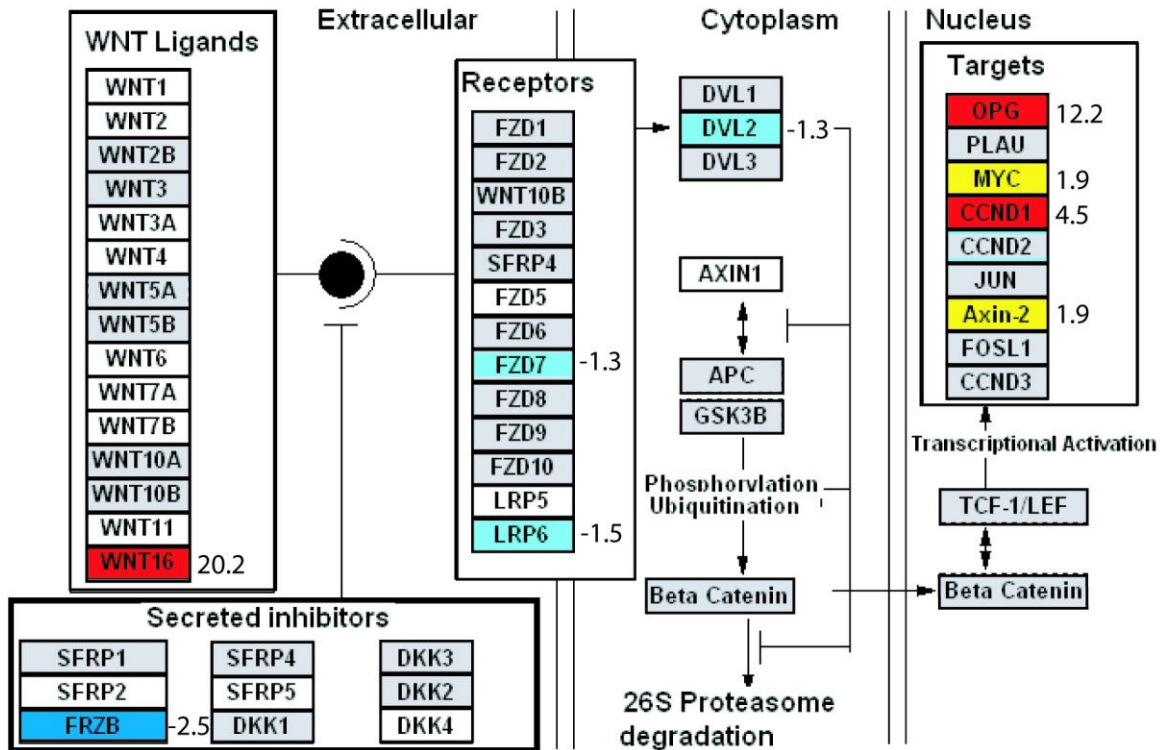 Extracellular
Cytoplasm
Nucleus
WNT Ligands
WNT1
WNT2
WNT2B
WNT3
WNT3A
WNT4
WNT5A
WNT5B
WNT6
WNT7A
WNT7B
WNT10A
WNT10B
WNT11
WNT16 20.2
Receptors
FZD1
FZD2
WNT10B
FZD3
SFRP4
FZD5
FZD6
FZD7 -1.3
FZD8
FZD9
FZD10
LRP5
LRP6 -1.5
Secreted inhibitors
SFRP1
SFRP2
FRZB -2.5
SFRP4
SFRP5
DKK1
DKK3
DKK2
DKK4
DVL1
DVL2 -1.3
DVL3
AXIN1
APC
GSK3B
Phosphorylation
Ubiquitination
Beta Catenin
26S Proteasome
degradation
Targets
OPG 12.2
PLAU
MYC 1.9
CCND1 4.5
CCND2
JUN
Axin-2 1.9
FOSL1
CCND3
Transcriptional Activation
TCF-1/LEF
Beta Catenin